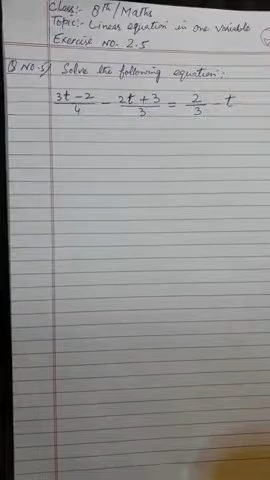 Class:- 8th/Maths
Topic:- Linear equation in one variable
Exercise NO. 2.5
Q NO.5) Solve the following equation:
3t-2/4 - 2t+3/3 = 2/3 - t